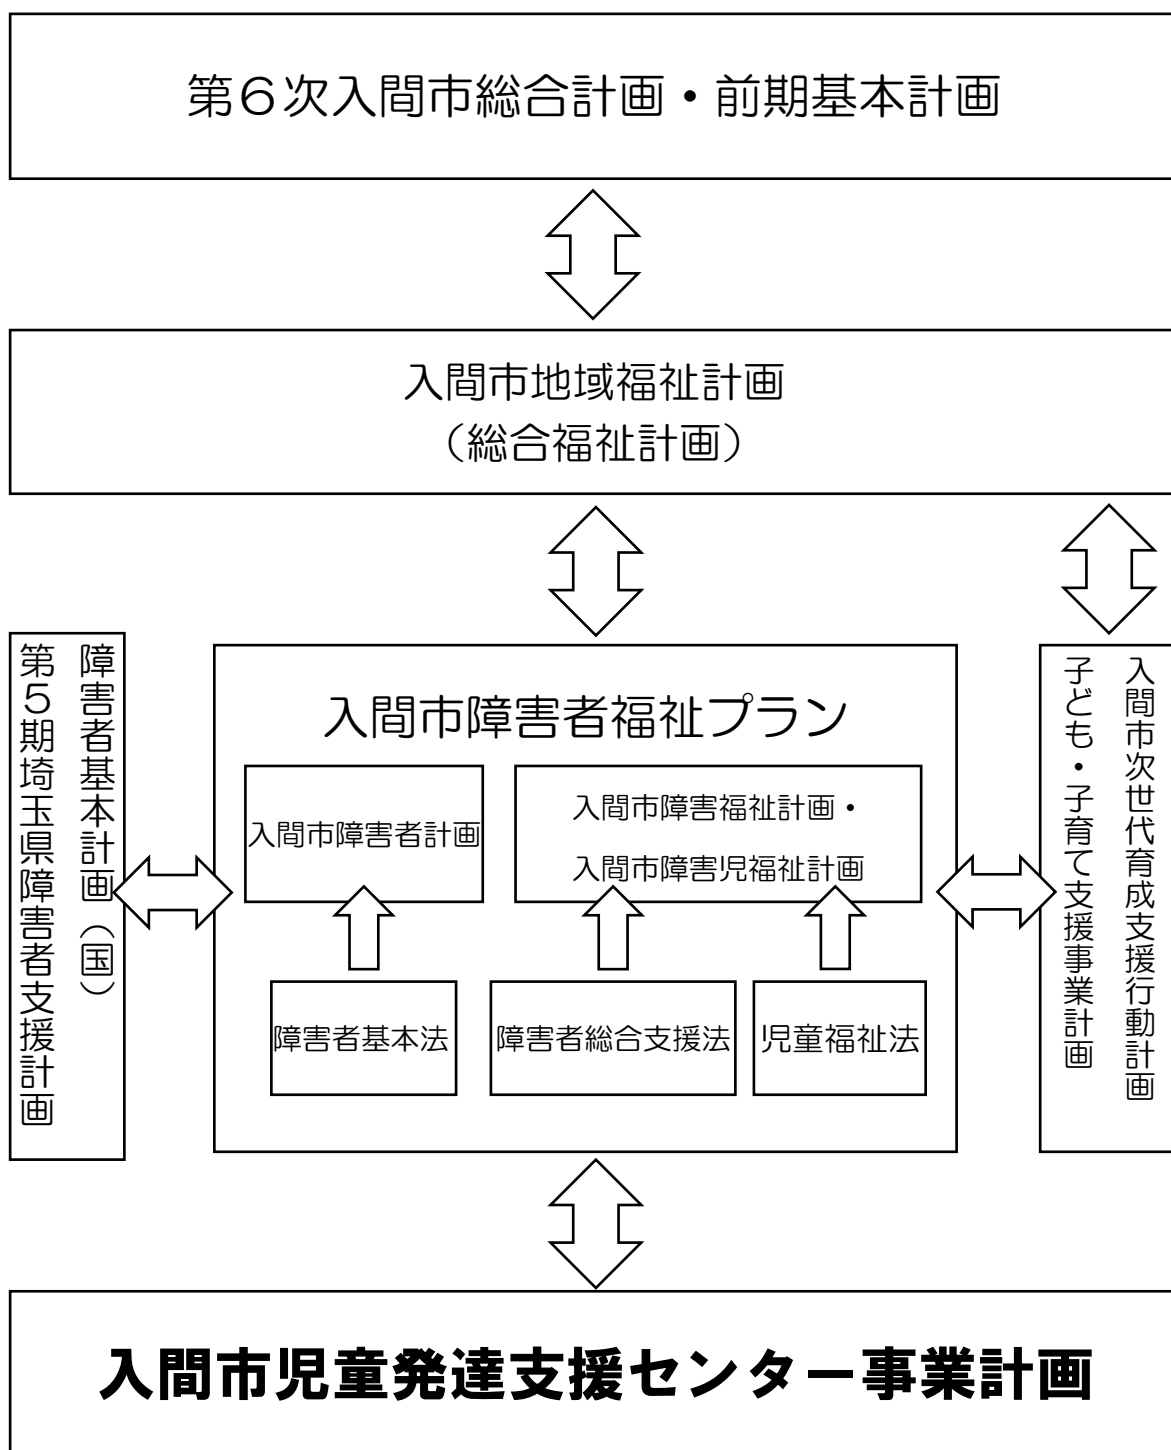 第６次入間市総合計画・前期基本計画
入間市地域福祉計画
（総合福祉計画）
障害者基本計画（国）
第５期埼玉県障害者支援計画
入間市障害者福祉プラン
入間市障害者計画
入間市障害福祉計画・
入間市障害児福祉計画
障害者基本法
障害者総合支援法
児童福祉法
入間市次世代育成支援行動計画
子ども・子育て支援事業計画
入間市児童発達支援センター事業計画